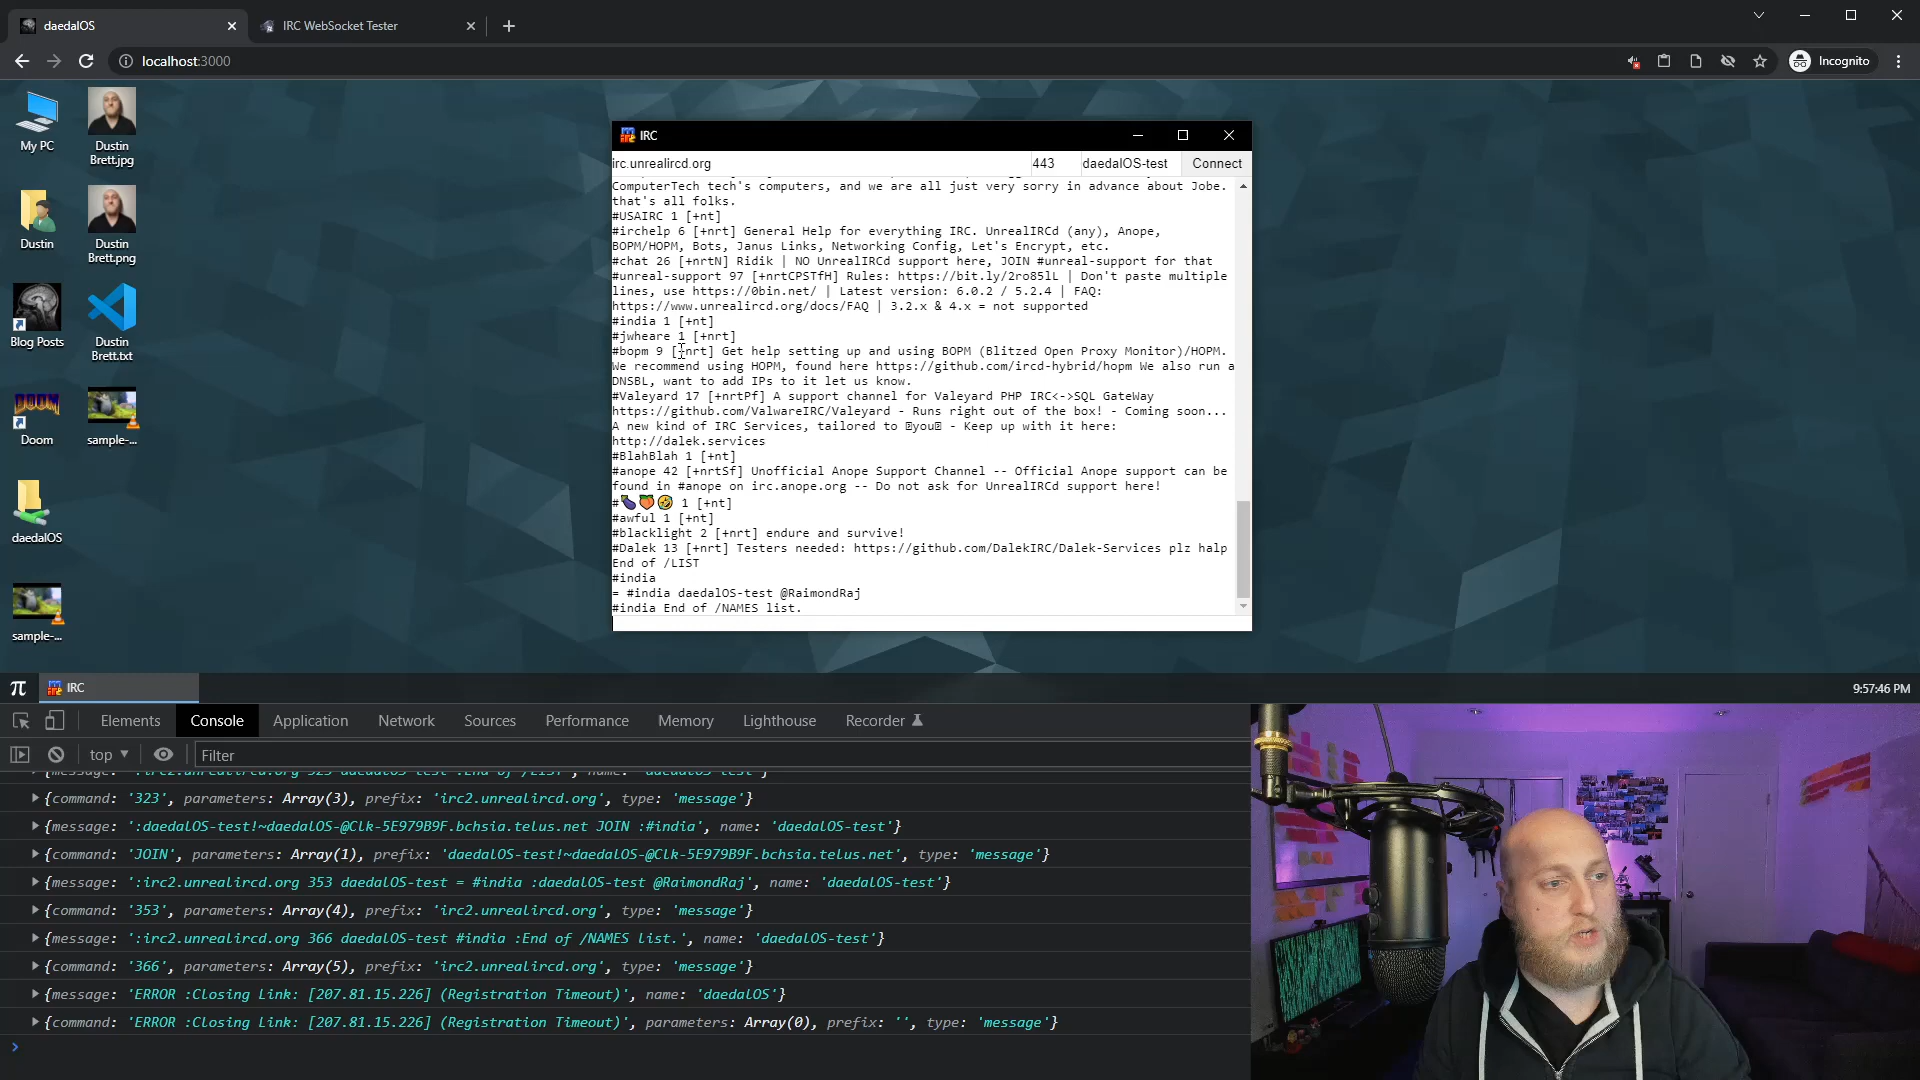 daedalOS
IRC WebSocket Tester
localhost:3000
Incognito
My PC
Dustin
Brett.jpg
Dustin
Dustin
Brett.png
Blog Posts
Dustin
Brett.txt
Doom
sample-...
daedalOS
sample-...
IRC
irc.unrealircd.org
443
daedalOS-test
Connect
ComputerTech tech's computers, and we are all just very sorry in advance about Jobe.
that's all folks.
#USAIRC 1 [+nt]
#irchelp 6 [+nrt] General Help for everything IRC. UnrealIRCd (any), Anope,
BOPM/HOPM, Bots, Janus Links, Networking Config, Let's Encrypt, etc.
#chat 26 [+nrtN] Ridik | NO UnrealIRCd support here, JOIN #unreal-support for that
#unreal-support 97 [+nrtCPSTfH] Rules: https://bit.ly/2ro85lL | Don't paste multiple
lines, use https://0bin.net/ | Latest version: 6.0.2 / 5.2.4 | FAQ:
https://www.unrealircd.org/docs/FAQ | 3.2.x & 4.x = not supported
#india 1 [+nt]
#jwheare 1 [+nrt]
#bopm 9 [+nrt] Get help setting up and using BOPM (Blitzed Open Proxy Monitor)/HOPM.
We recommend using HOPM, found here https://github.com/ircd-hybrid/hopm We also run a
DNSBL, want to add IPs to it let us know.
#Valeyard 17 [+nrtPf] A support channel for Valeyard PHP IRC<->SQL GateWay
https://github.com/ValwareIRC/Valeyard - Runs right out of the box! - Coming soon...
A new kind of IRC Services, tailored to you - Keep up with it here:
http://dalek.services
#BlahBlah 1 [+nt]
#anope 42 [+nrtSf] Unofficial Anope Support Channel -- Official Anope support can be
found in #anope on irc.anope.org -- Do not ask for UnrealIRCd support here!
#🍆🍑🤣 1 [+nt]
#awful 1 [+nt]
#blacklight 2 [+nrt] endure and survive!
#Dalek 13 [+nrt] Testers needed: https://github.com/DalekIRC/Dalek-Services plz halp
End of /LIST
#india
= #india daedalOS-test @RaimondRaj
#india End of /NAMES list.
π
IRC
9:57:46 PM
Elements
Console
Application
Network
Sources
Performance
Memory
Lighthouse
Recorder
top
Filter
{message: ':irc2.unrealircd.org 323 daedalOS-test :End of /LIST', name: 'daedalOS-test'}
{command: '323', parameters: Array(3), prefix: 'irc2.unrealircd.org', type: 'message'}
{message: ':daedalOS-test!~daedalOS-@Clk-5E979B9F.bchsia.telus.net JOIN :#india', name: 'daedalOS-test'}
{command: 'JOIN', parameters: Array(1), prefix: 'daedalOS-test!~daedalOS-@Clk-5E979B9F.bchsia.telus.net', type: 'message'}
{message: ':irc2.unrealircd.org 353 daedalOS-test = #india :daedalOS-test @RaimondRaj', name: 'daedalOS-test'}
{command: '353', parameters: Array(4), prefix: 'irc2.unrealircd.org', type: 'message'}
{message: ':irc2.unrealircd.org 366 daedalOS-test #india :End of /NAMES list.', name: 'daedalOS-test'}
{command: '366', parameters: Array(5), prefix: 'irc2.unrealircd.org', type: 'message'}
{message: 'ERROR :Closing Link: [207.81.15.226] (Registration Timeout)', name: 'daedalOS'}
{command: 'ERROR :Closing Link: [207.81.15.226] (Registration Timeout)', parameters: Array(0), prefix: '', type: 'message'}